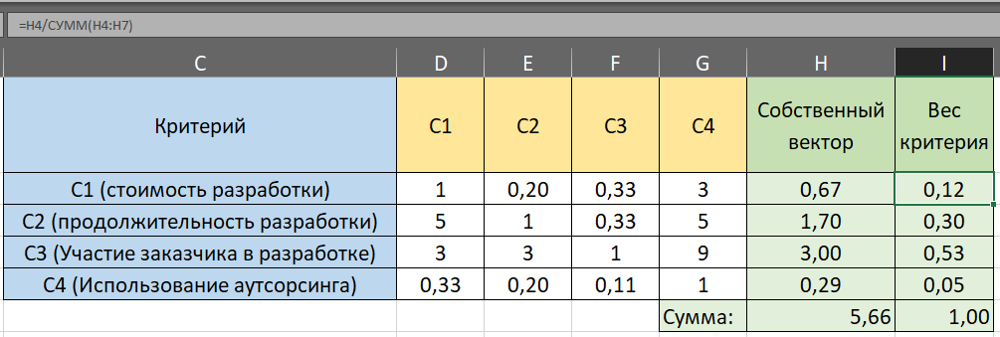 =H4/СУММ(H4:H7)
C D E F G H I
Критерий C1 C2 C3 C4 Собственный вектор Вес критерия
C1 (стоимость разработки) 1 0,20 0,33 3 0,67 0,12
C2 (продолжительность разработки) 5 1 0,33 5 1,70 0,30
C3 (Участие заказчика в разработке) 3 3 1 9 3,00 0,53
C4 (Использование аутсорсинга) 0,33 0,20 0,11 1 0,29 0,05
Сумма: 5,66 1,00